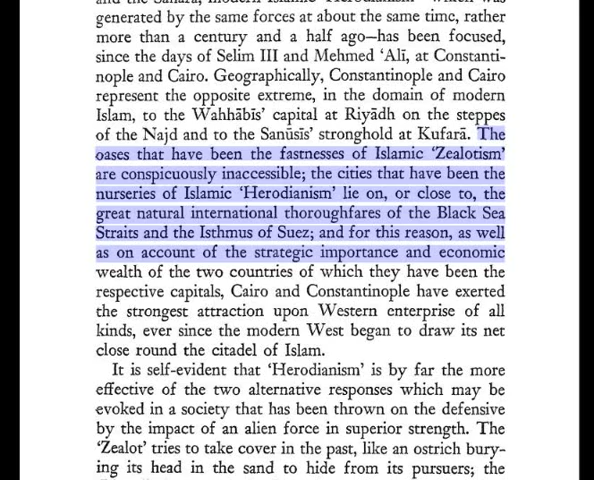 generated by the same forces at about the same time, rather
more than a century and a half ago—has been focused,
since the days of Selim III and Mehmed ‘Alī, at Constanti-
nople and Cairo. Geographically, Constantinople and Cairo
represent the opposite extreme, in the domain of modern
Islam, to the Wahhābīs’ capital at Riyādh on the steppes
of the Najd and to the Sanūsīs’ stronghold at Kufarā. The
oases that have been the fastnesses of Islamic ‘Zealotism’
are conspicuously inaccessible; the cities that have been the
nurseries of Islamic ‘Herodianism’ lie on, or close to, the
great natural international thoroughfares of the Black Sea
Straits and the Isthmus of Suez; and for this reason, as well
as on account of the strategic importance and economic
wealth of the two countries of which they have been the
respective capitals, Cairo and Constantinople have exerted
the strongest attraction upon Western enterprise of all
kinds, ever since the modern West began to draw its net
close round the citadel of Islam.
It is self-evident that ‘Herodianism’ is by far the more
effective of the two alternative responses which may be
evoked in a society that has been thrown on the defensive
by the impact of an alien force in superior strength. The
‘Zealot’ tries to take cover in the past, like an ostrich bury-
ing its head in the sand to hide from its pursuers; the